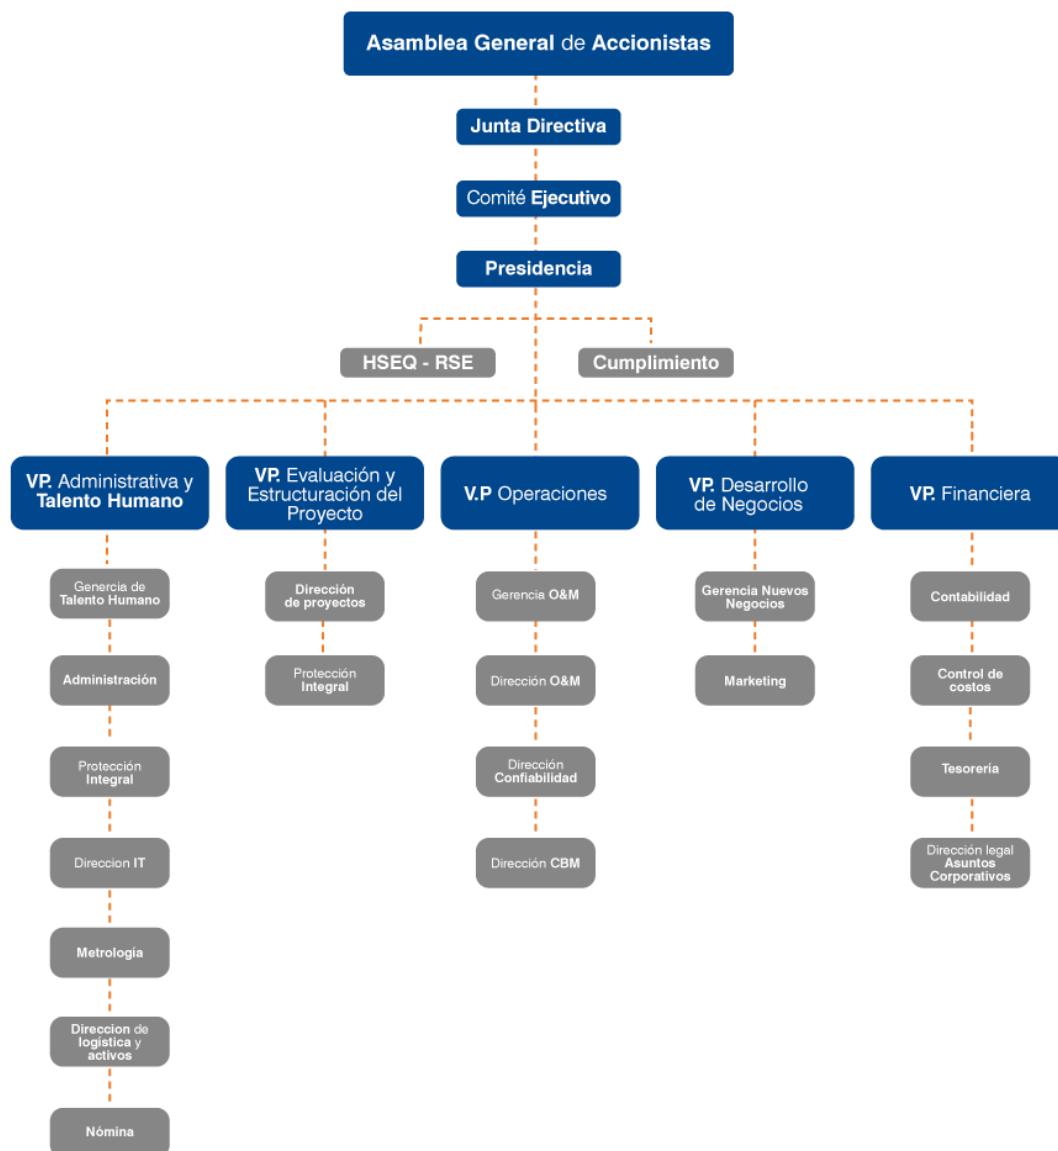 Asamblea General de Accionistas
Junta Directiva
Comité Ejecutivo
Presidencia
HSEQ - RSE
Cumplimiento
VP. Administrativa y
Talento Humano
VP. Evaluación y
Estructuración del
Proyecto
V.P Operaciones
VP. Desarrollo
de Negocios
VP. Financiera
Genercia de
Talento Humano
Administración
Protección
Integral
Direccion IT
Metrología
Direccion de
logística y
activos
Nómina
Dirección
de proyectos
Protección
Integral
Gerencia O&M
Dirección O&M
Dirección
Confiabilidad
Dirección CBM
Gerencia Nuevos
Negocios
Marketing
Contabilidad
Control de
costos
Tesorería
Dirección legal
Asuntos
Corporativos